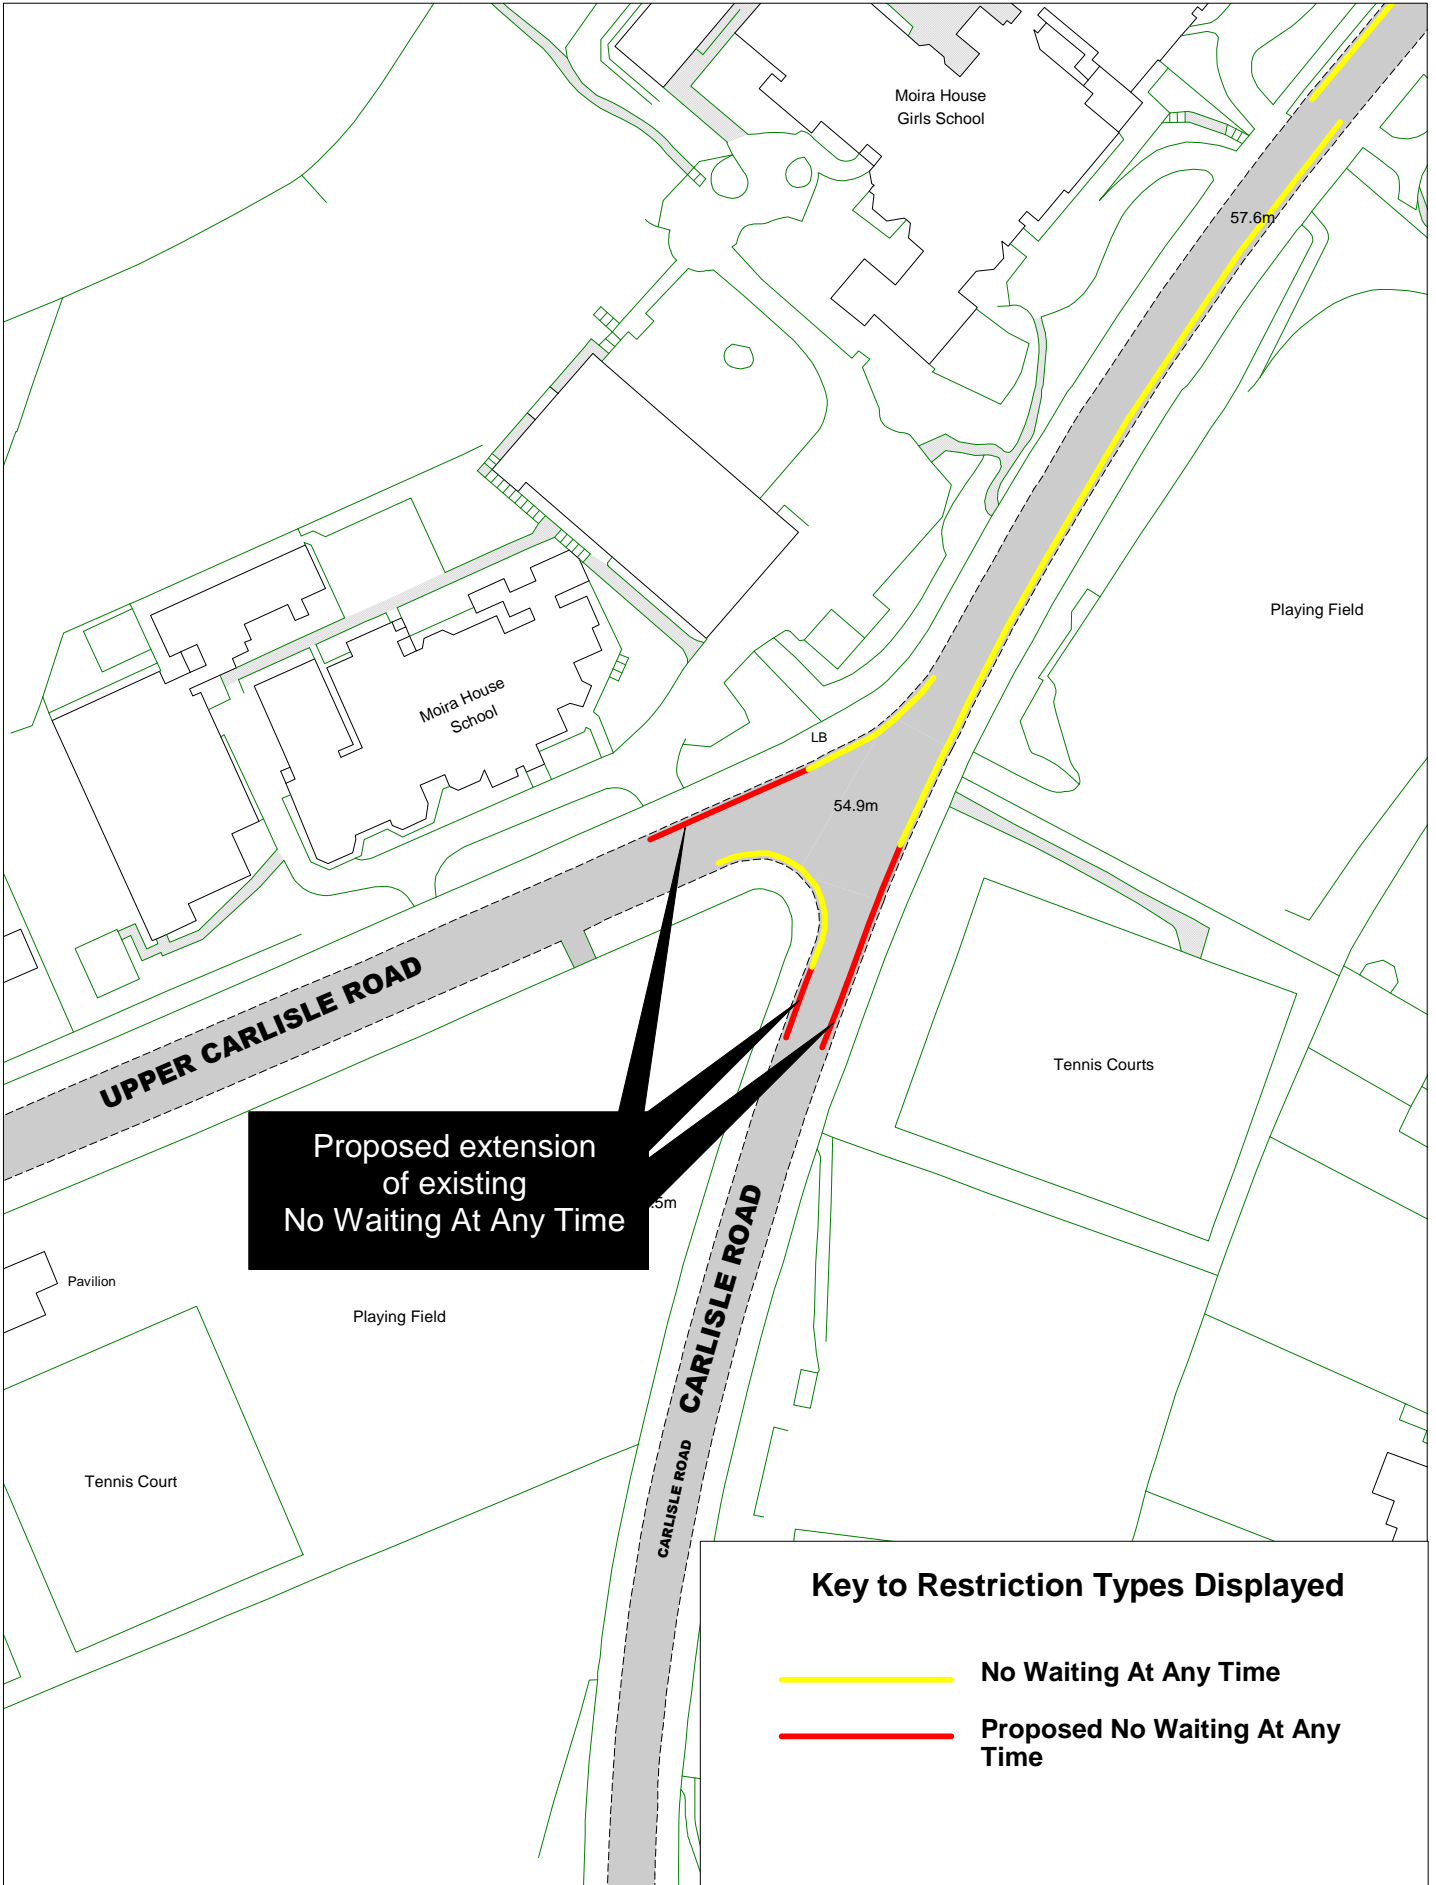 Moira House
Girls School
57.6m
Playing Field
Moira House
School
LB
54.9m
UPPER CARLISLE ROAD
Tennis Courts
Proposed extension
of existing
No Waiting At Any Time
.5m
CARLISLE ROAD
Pavilion
Playing Field
CARLISLE ROAD
Tennis Court
Key to Restriction Types Displayed
No Waiting At Any Time
Proposed No Waiting At Any
Time